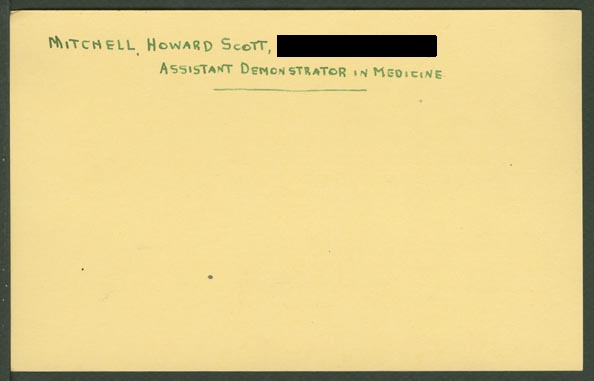 MITCHELL, HOWARD SCOTT,
ASSISTANT DEMONSTRATOR IN MEDICINE